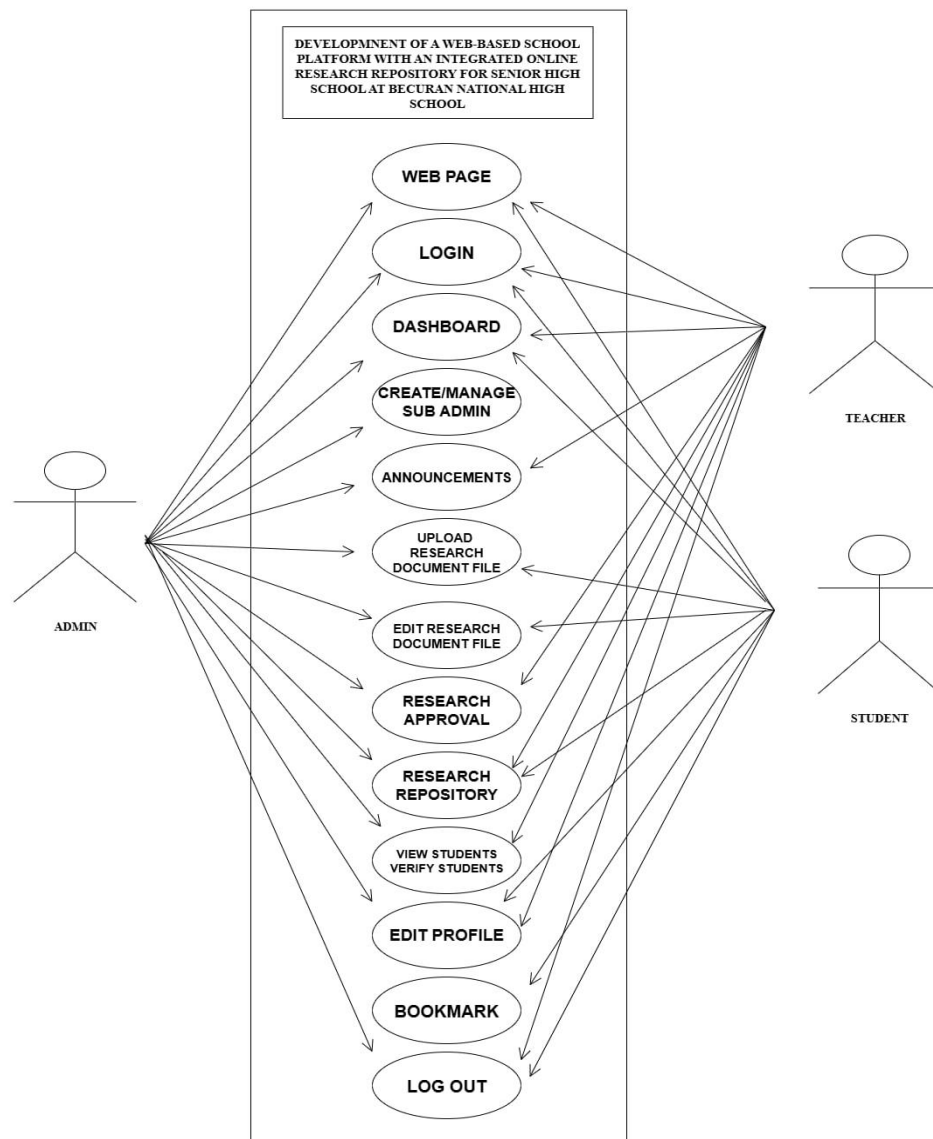 DEVELOPMNENT OF A WEB-BASED SCHOOL
PLATFORM WITH AN INTEGRATED ONLINE
RESEARCH REPOSITORY FOR SENIOR HIGH
SCHOOL AT BECURAN NATIONAL HIGH
SCHOOL
WEB PAGE
LOGIN
DASHBOARD
CREATE/MANAGE
SUB ADMIN
ANNOUNCEMENTS
UPLOAD
RESEARCH
DOCUMENT FILE
EDIT RESEARCH
DOCUMENT FILE
RESEARCH
APPROVAL
RESEARCH
REPOSITORY
VIEW STUDENTS
VERIFY STUDENTS
EDIT PROFILE
BOOKMARK
LOG OUT
ADMIN
TEACHER
STUDENT